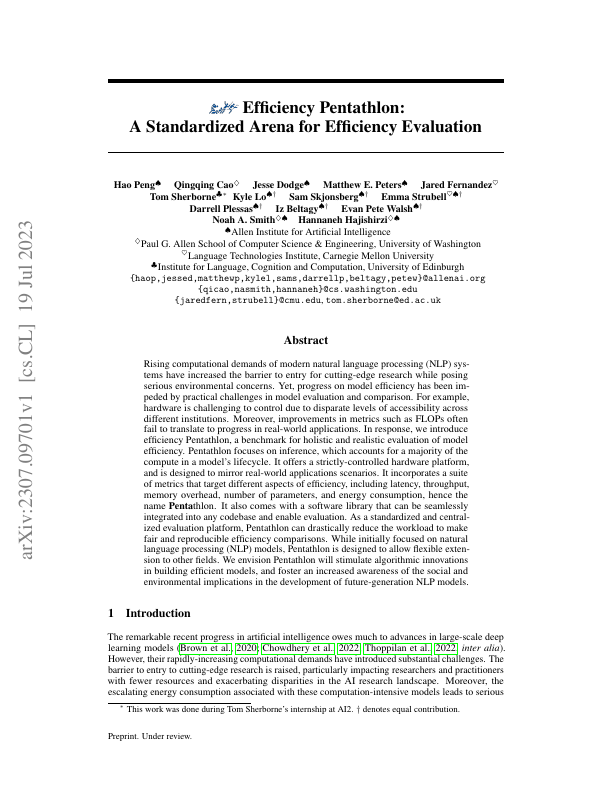 Efficiency Pentathlon:
A Standardized Arena for Efficiency Evaluation
Hao Peng♠ Qingqing Cao♢ Jesse Dodge♠ Matthew E. Peters♠ Jared Fernandez♡
Tom Sherborne♣* Kyle Lo♠† Sam Skjonsberg♠† Emma Strubell♡♠†
Darrell Plessas♠† Iz Beltagy♠† Evan Pete Walsh♠†
Noah A. Smith♢♠ Hannaneh Hajishirzi♢♠
♠Allen Institute for Artificial Intelligence
♢Paul G. Allen School of Computer Science & Engineering, University of Washington
♡Language Technologies Institute, Carnegie Mellon University
♣Institute for Language, Cognition and Computation, University of Edinburgh
{haop,jessed,matthewp,kylel,sams,darrellp,beltagy,petew}@allenai.org
{qicao,nasmith,hannaneh}@cs.washington.edu
{jaredfern,strubell}@cmu.edu, tom.sherborne@ed.ac.uk
arXiv:2307.09701v1 [cs.CL] 19 Jul 2023
Abstract
Rising computational demands of modern natural language processing (NLP) sys-
tems have increased the barrier to entry for cutting-edge research while posing
serious environmental concerns. Yet, progress on model efficiency has been im-
peded by practical challenges in model evaluation and comparison. For example,
hardware is challenging to control due to disparate levels of accessibility across
different institutions. Moreover, improvements in metrics such as FLOPs often
fail to translate to progress in real-world applications. In response, we introduce
efficiency Pentathlon, a benchmark for holistic and realistic evaluation of model
efficiency. Pentathlon focuses on inference, which accounts for a majority of the
compute in a model's lifecycle. It offers a strictly-controlled hardware platform,
and is designed to mirror real-world applications scenarios. It incorporates a suite
of metrics that target different aspects of efficiency, including latency, throughput,
memory overhead, number of parameters, and energy consumption, hence the
name Pentathlon. It also comes with a software library that can be seamlessly
integrated into any codebase and enable evaluation. As a standardized and central-
ized evaluation platform, Pentathlon can drastically reduce the workload to make
fair and reproducible efficiency comparisons. While initially focused on natural
language processing (NLP) models, Pentathlon is designed to allow flexible exten-
sion to other fields. We envision Pentathlon will stimulate algorithmic innovations
in building efficient models, and foster an increased awareness of the social and
environmental implications in the development of future-generation NLP models.
1 Introduction
The remarkable recent progress in artificial intelligence owes much to advances in large-scale deep
learning models (Brown et al., 2020; Chowdhery et al., 2022; Thoppilan et al., 2022, inter alia).
However, their rapidly-increasing computational demands have introduced substantial challenges. The
barrier to entry to cutting-edge research is raised, particularly impacting researchers and practitioners
with fewer resources and exacerbating disparities in the AI research landscape. Moreover, the
escalating energy consumption associated with these computation-intensive models leads to serious
* This work was done during Tom Sherborne's internship at AI2. † denotes equal contribution.
Preprint. Under review.